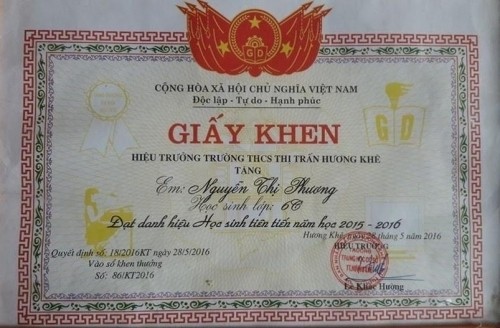 GD
CỘNG HÒA XÃ HỘI CHỦ NGHĨA VIỆT NAM
Độc lập - Tự do - Hạnh phúc
GIẤY KHEN
GD
HIỆU TRƯỞNG TRƯỜNG THCS THỊ TRẤN HƯƠNG KHÊ
TẶNG
Em: Nguyễn Thị Phương
Học sinh lớp: 6C
Đạt danh hiệu Học sinh tiên tiến năm học 2015 - 2016
Hương Khê, ngày 28 tháng 5 năm 2016
Quyết định số: 18/2016KT ngày 28/5/2016
HIỆU TRƯỞNG
Vào sổ khen thưởng
Số: 86/KT2016
Lê Khắc Hường